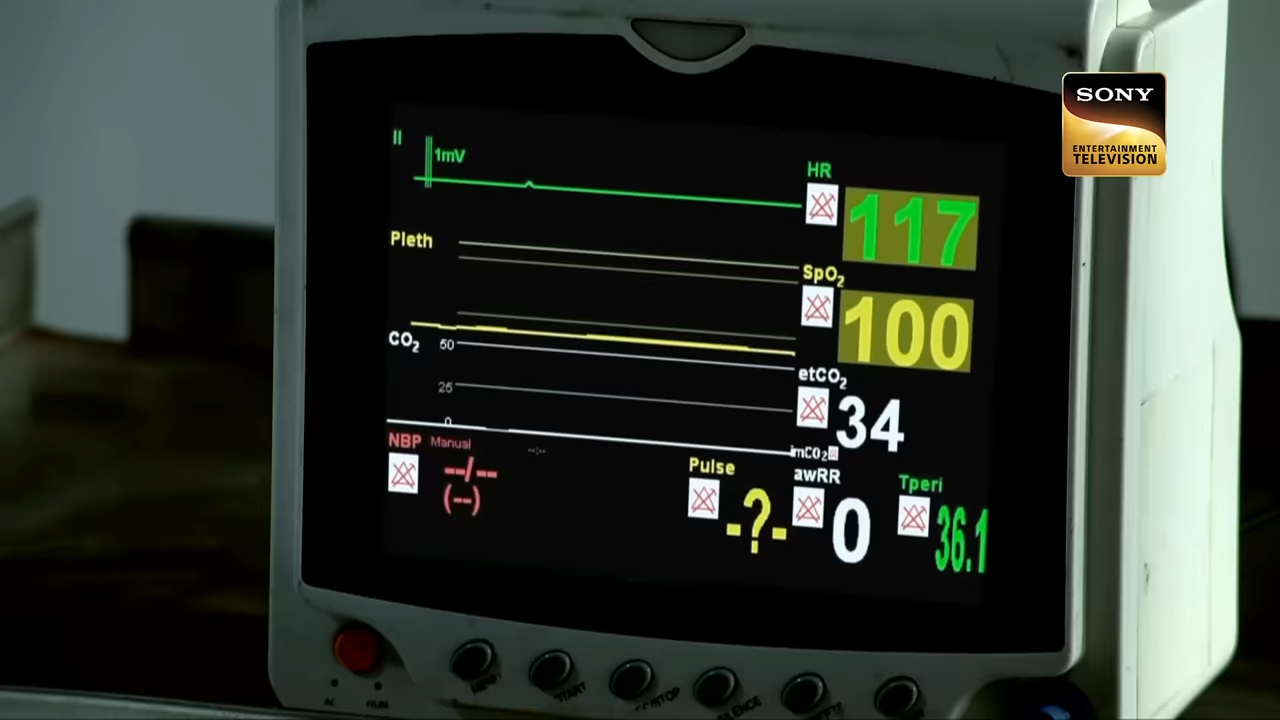 SONY
ENTERTAINMENT
TELEVISION
II
1mV
HR
117
Pleth
SpO2
100
CO2
50
25
0
etCO2
34
imCO2
NBP
Manual
--:--
--/--
(--)
Pulse
-?-
awRR
0
Tperi
36.1
START